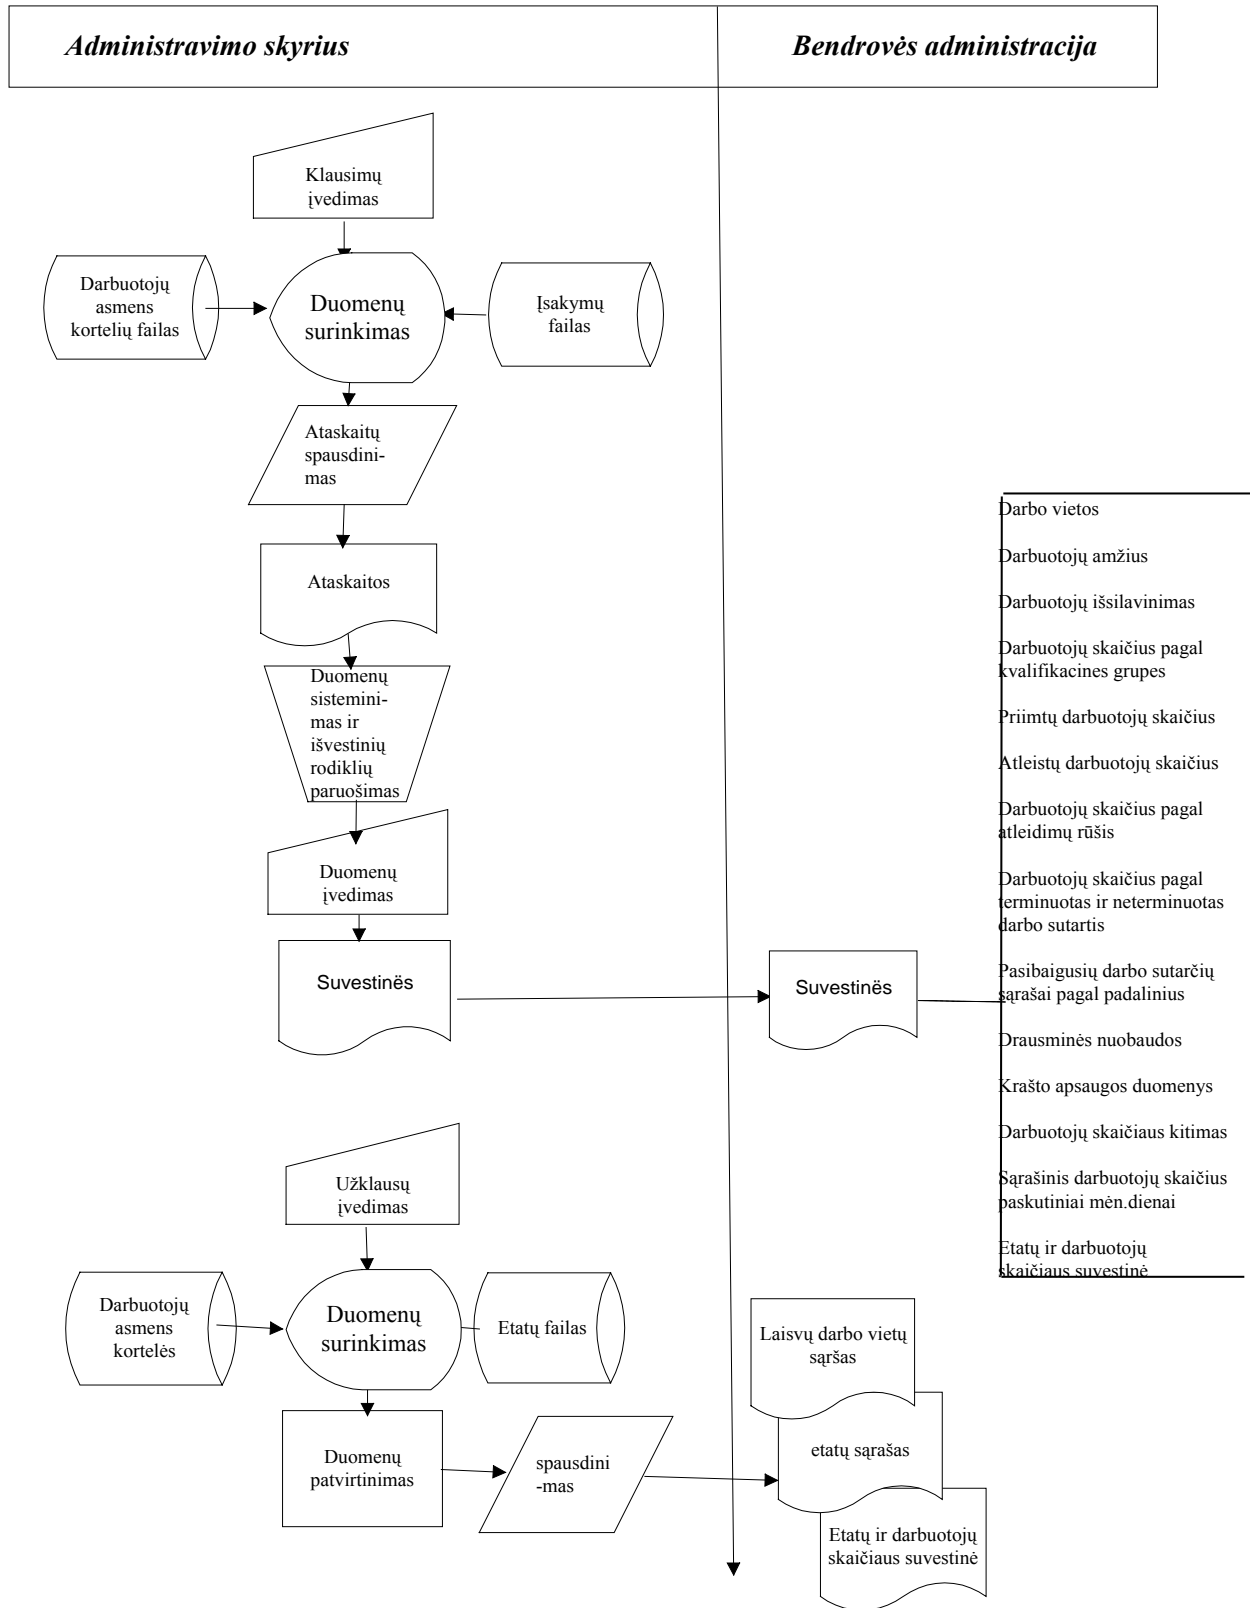 Administravimo skyrius
Bendrovės administracija
Klausimų
įvedimas
Darbuotojų
asmens
kortelių failas
Duomenų
surinkimas
Įsakymų
failas
Ataskaitų
spausdini-
mas
Ataskaitos
Duomenų
sistemini-
mas ir
išvestinių
rodiklių
paruošimas
Duomenų
įvedimas
Suvestinės
Suvestinės
Darbo vietos
Darbuotojų amžius
Darbuotojų išsilavinimas
Darbuotojų skaičius pagal
kvalifikacines grupes
Priimtų darbuotojų skaičius
Atleistų darbuotojų skaičius
Darbuotojų skaičius pagal
atleidimų rūšis
Darbuotojų skaičius pagal
terminuotas ir neterminuotas
darbo sutartis
Pasibaigusių darbo sutarčių
sąrašai pagal padalinius
Drausminės nuobaudos
Krašto apsaugos duomenys
Darbuotojų skaičiaus kitimas
Sąrašinis darbuotojų skaičius
paskutiniai mėn.dienai
Etatų ir darbuotojų
skaičiaus suvestinė
Užklausų
įvedimas
Darbuotojų
asmens
kortelės
Duomenų
surinkimas
Etatų failas
Duomenų
patvirtinimas
spausdini
-mas
Laisvų darbo vietų
sąršas
etatų sąrašas
Etatų ir darbuotojų
skaičiaus suvestinė